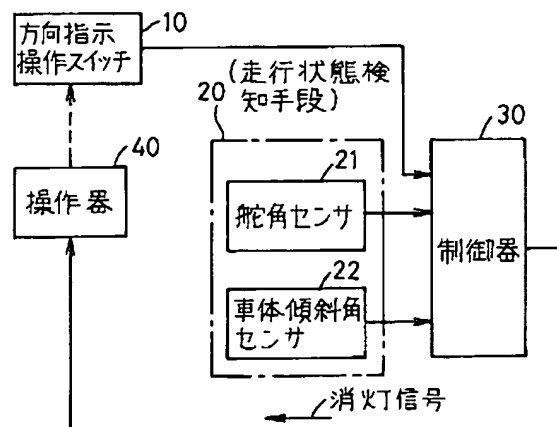 方向指示
操作スイッチ
10
(走行状態検
知手段)
20
30
40
操作器
21
舵角センサ
制御器
22
車体傾斜角
センサ
消灯信号